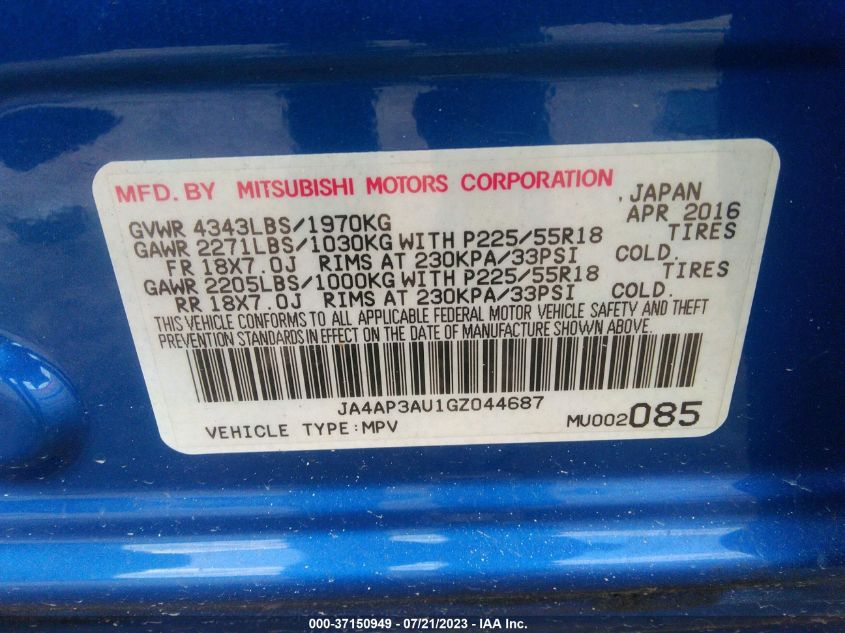 MFD. BY MITSUBISHI MOTORS CORPORATION , JAPAN
GVWR 4343LBS/1970KG APR 2016
GAWR 2271LBS/1030KG WITH P225/55R18 TIRES
FR 18X7.0J RIMS AT 230KPA/33PSI COLD.
GAWR 2205LBS/1000KG WITH P225/55R18 TIRES
RR 18X7.0J RIMS AT 230KPA/33PSI COLD.
THIS VEHICLE CONFORMS TO ALL APPLICABLE FEDERAL MOTOR VEHICLE SAFETY AND THEFT
PREVENTION STANDARDS IN EFFECT ON THE DATE OF MANUFACTURE SHOWN ABOVE.
JA4AP3AU1GZ044687
VEHICLE TYPE:MPV MU002085
000-37150949 / 07/21/2023 - IAA Inc.